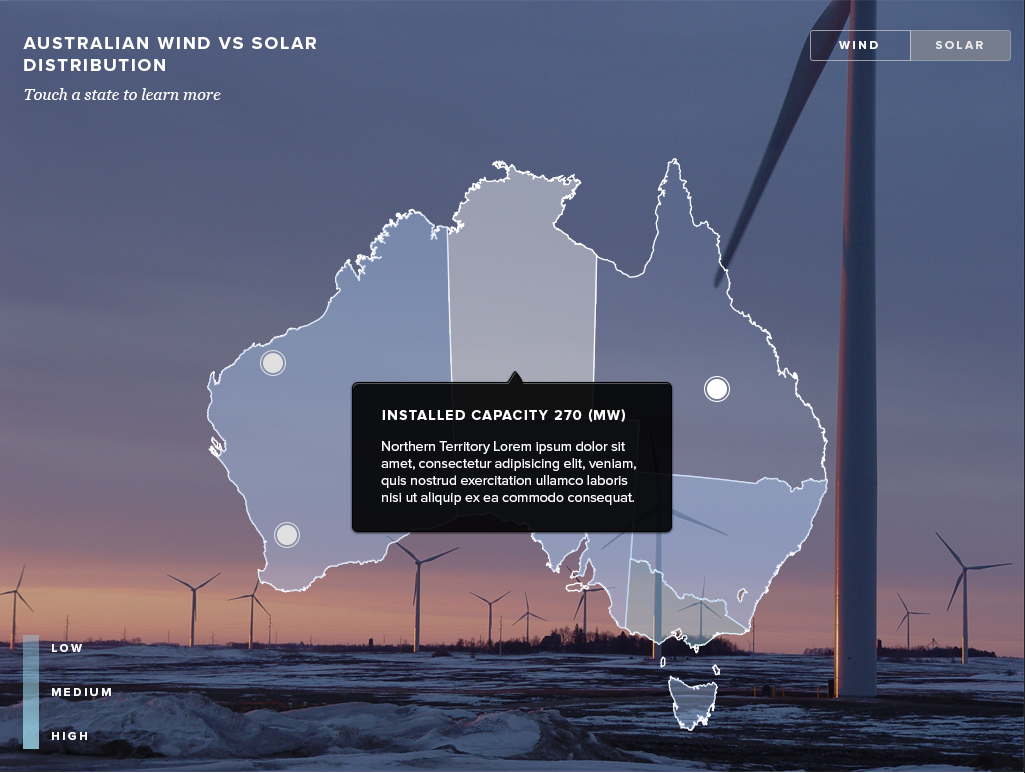 AUSTRALIAN WIND VS SOLAR
DISTRIBUTION
Touch a state to learn more
WIND
SOLAR
INSTALLED CAPACITY 270 (MW)
Northern Territory Lorem ipsum dolor sit
amet, consectetur adipisicing elit, veniam,
quis nostrud exercitation ullamco laboris
nisi ut aliquip ex ea commodo consequat.
LOW
MEDIUM
HIGH